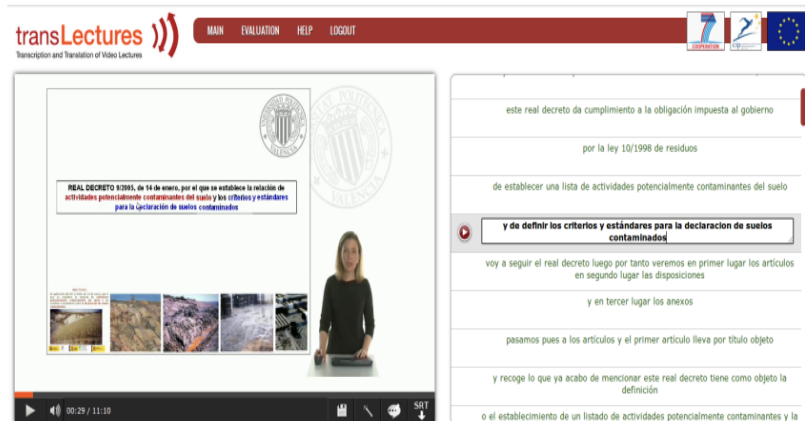 transLectures
Transcription and Translation of Video Lectures
MAIN EVALUATION HELP LOGOUT
COOPERATION
UNIVERSITAT POLITECNICA
VALENCIA
REAL DECRETO 9/2005, de 14 de enero, por el que se establece la relación de
actividades potencialmente contaminantes del suelo y los criterios y estándares
para la declaración de suelos contaminados
00:29 / 11:10
SRT
este real decreto da cumplimiento a la obligación impuesta al gobierno
por la ley 10/1998 de residuos
de establecer una lista de actividades potencialmente contaminantes del suelo
y de definir los criterios y estándares para la declaracion de suelos
contaminados
voy a seguir el real decreto luego por tanto veremos en primer lugar los artículos
en segundo lugar las disposiciones
y en tercer lugar los anexos
pasamos pues a los artículos y el primer artículo lleva por título objeto
y recoge lo que ya acabo de mencionar este real decreto tiene como objeto la
definición
o el establecimiento de un listado de actividades potencialmente contaminantes y la